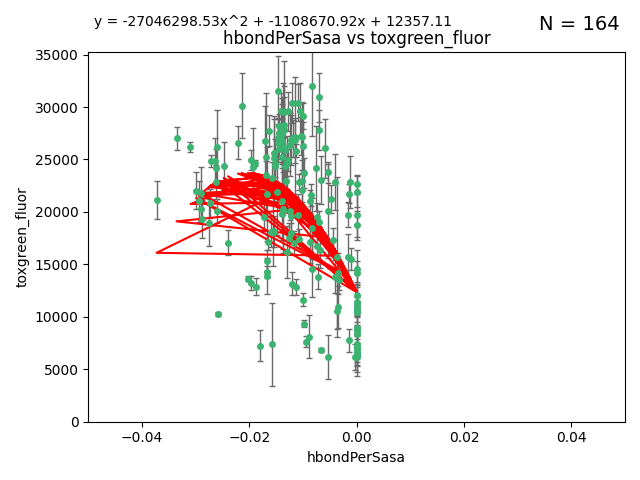 y = -27046298.53x^2 + -1108670.92x + 12357.11
N = 164
hbondPerSasa vs toxgreen_fluor
35000
30000
25000
20000
15000
10000
5000
0
toxgreen_fluor
−0.04
−0.02
0.00
0.02
0.04
hbondPerSasa